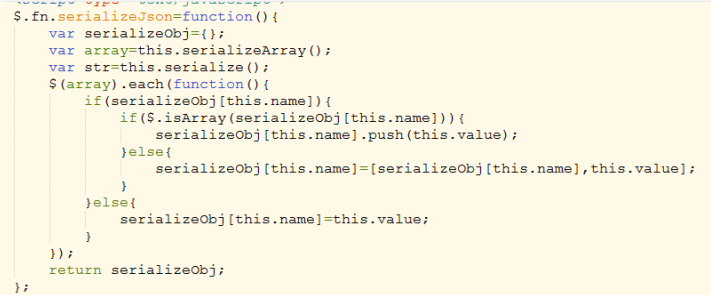 $.fn.serializeJson=function(){
    var serializeObj={};
    var array=this.serializeArray();
    var str=this.serialize();
    $(array).each(function(){
        if(serializeObj[this.name]){
            if($.isArray(serializeObj[this.name])){
                serializeObj[this.name].push(this.value);
            }else{
                serializeObj[this.name]=[serializeObj[this.name],this.value];
            }
        }else{
            serializeObj[this.name]=this.value;
        }
    });
    return serializeObj;
};